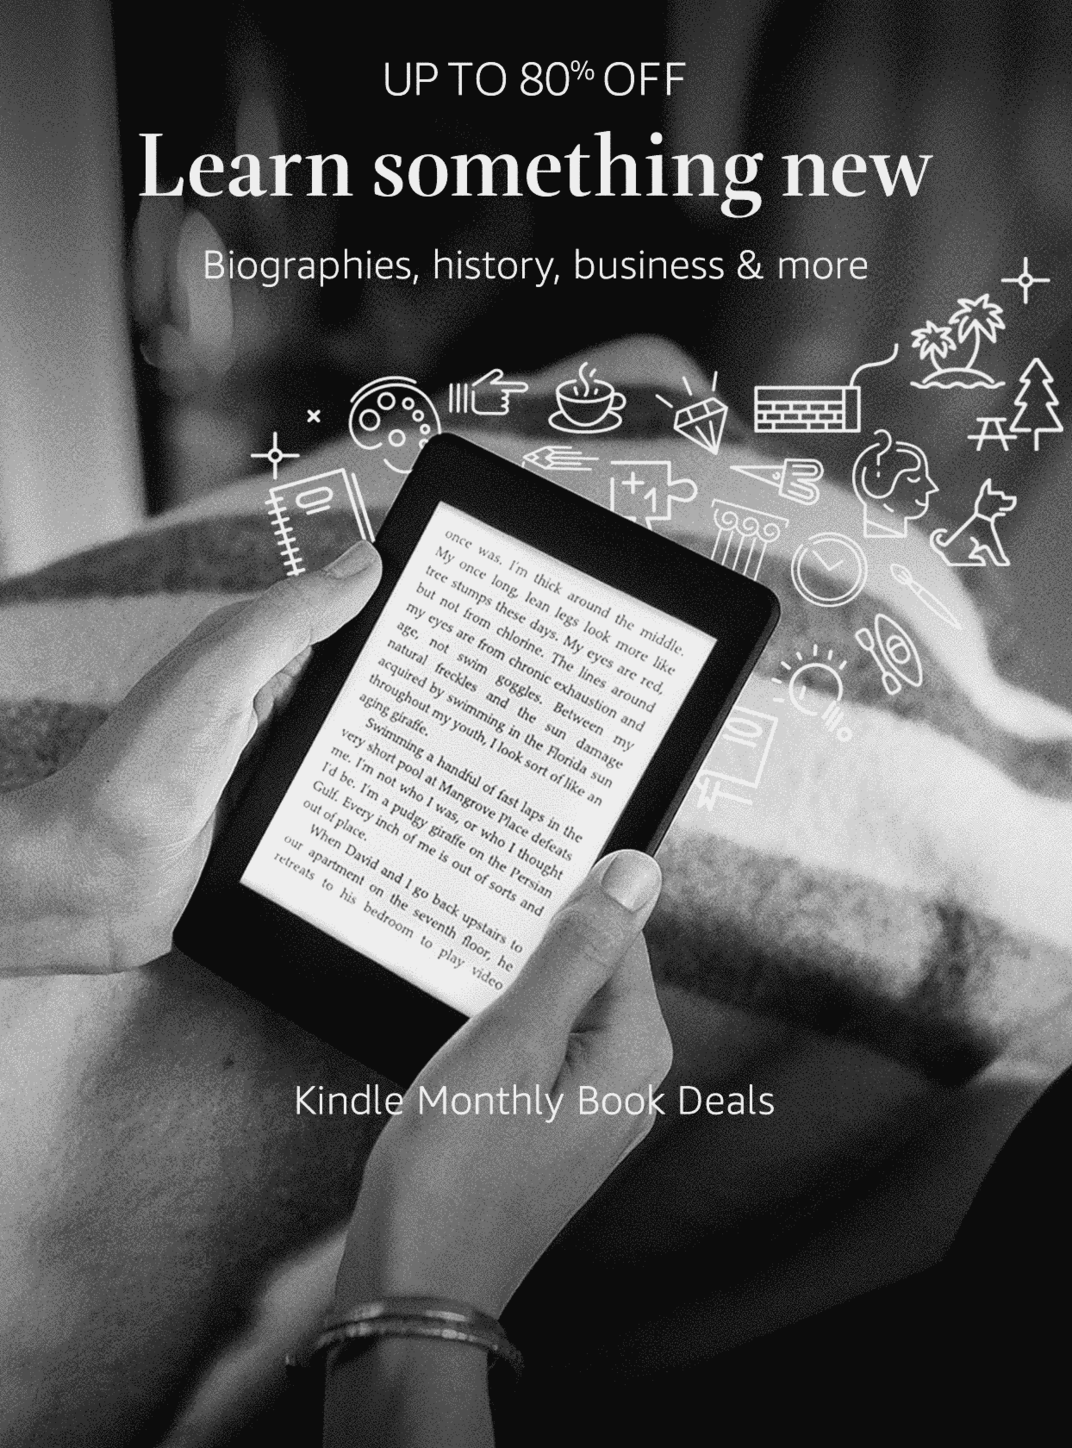 UP TO 80% OFF
Learn something new
Biographies, history, business & more
+1
10
once was. I'm thick around the middle.
My once long, lean legs look more like
tree stumps these days. My eyes are red,
but not from chlorine. The lines around
my eyes are from chronic exhaustion and
age, not swim goggles. Between my
natural freckles and the sun damage
acquired by swimming in the Florida sun
throughout my youth, I look sort of like an
aging giraffe.
Swimming a handful of fast laps in the
very short pool at Mangrove Place defeats
me. I'm not who I was, or who I thought
I'd be. I'm a pudgy giraffe on the Persian
Gulf. Every inch of me is out of sorts and
out of place.
When David and I go back upstairs to
our apartment on the seventh floor, he
retreats to his bedroom to play video
Kindle Monthly Book Deals